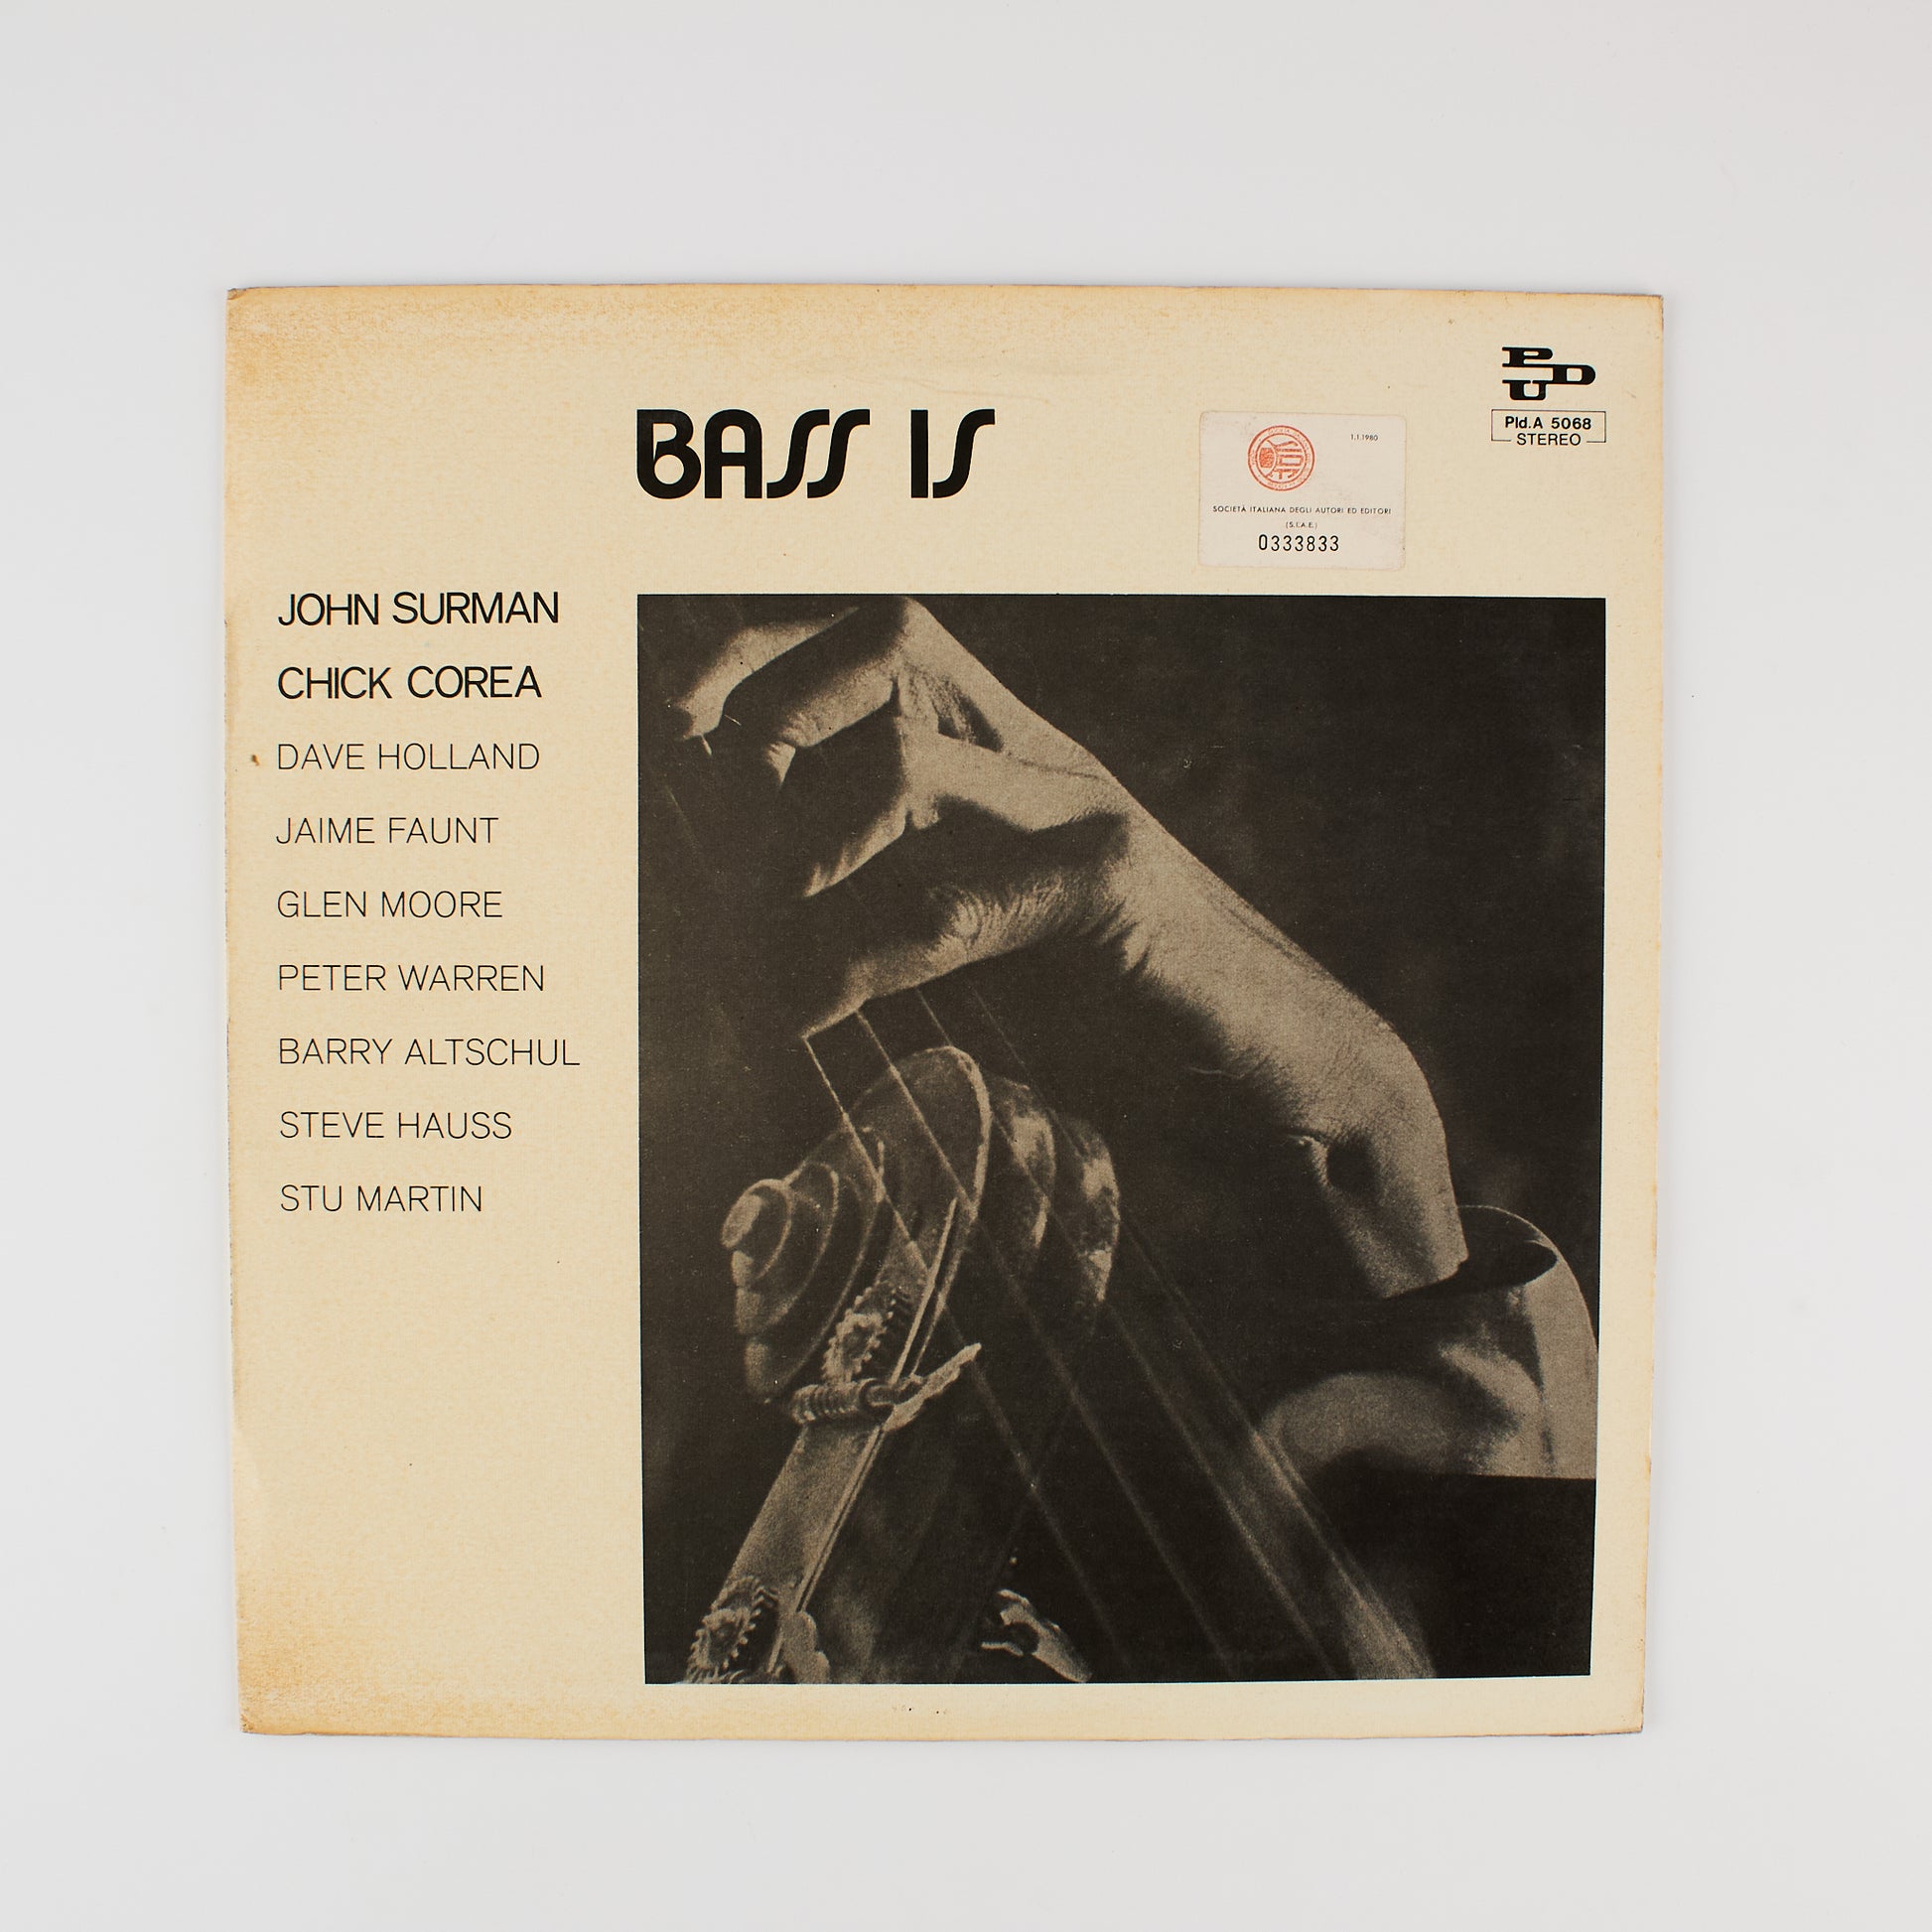 PDU
Pld.A 5068
STEREO
BASS IS
1.1.1980
SOCIETÀ ITALIANA DEGLI AUTORI ED EDITORI
(S.I.A.E.)
0333833
JOHN SURMAN
CHICK COREA
DAVE HOLLAND
JAIME FAUNT
GLEN MOORE
PETER WARREN
BARRY ALTSCHUL
STEVE HAUSS
STU MARTIN